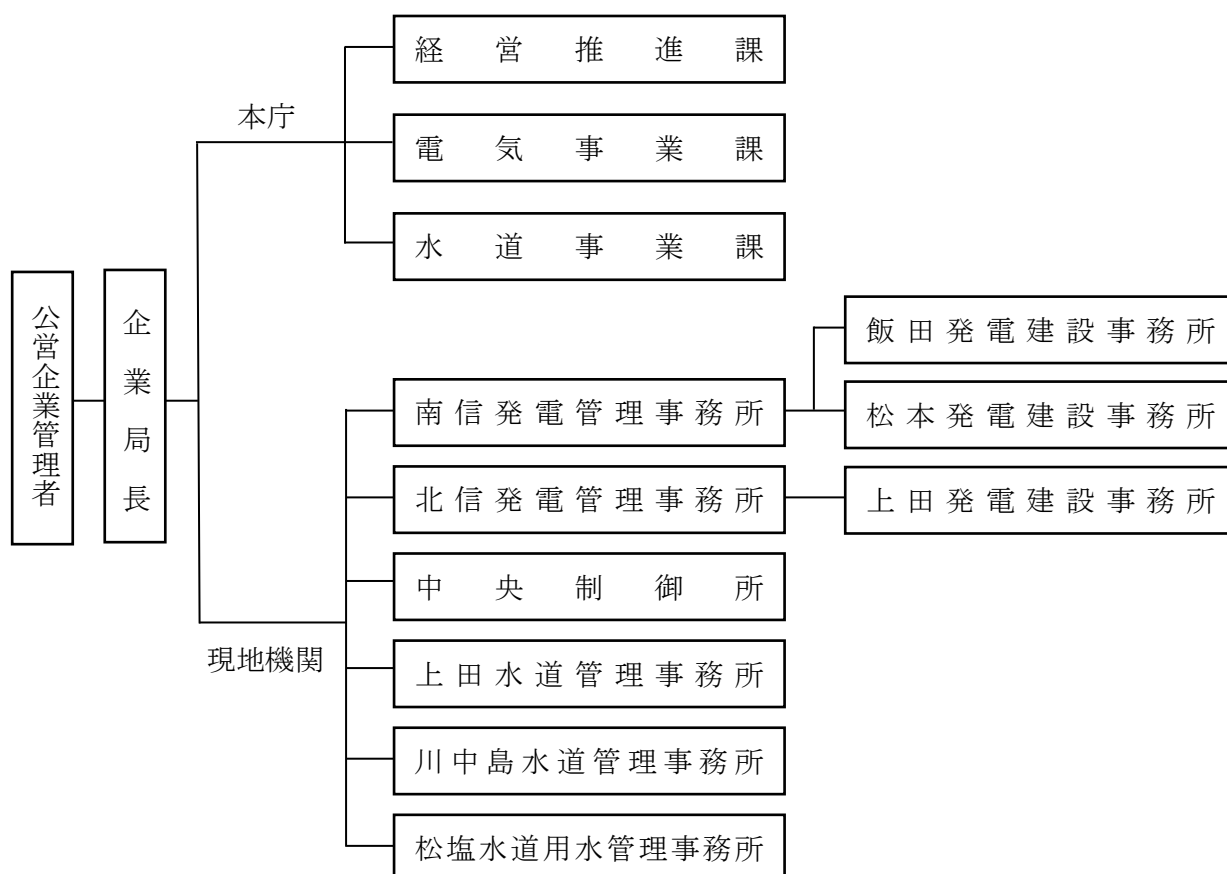 経営推進課
本庁
電気事業課
水道事業課
公営企業管理者
企業局長
飯田発電建設事務所
南信発電管理事務所
松本発電建設事務所
北信発電管理事務所
上田発電建設事務所
中央制御所
現地機関
上田水道管理事務所
川中島水道管理事務所
松塩水道用水管理事務所